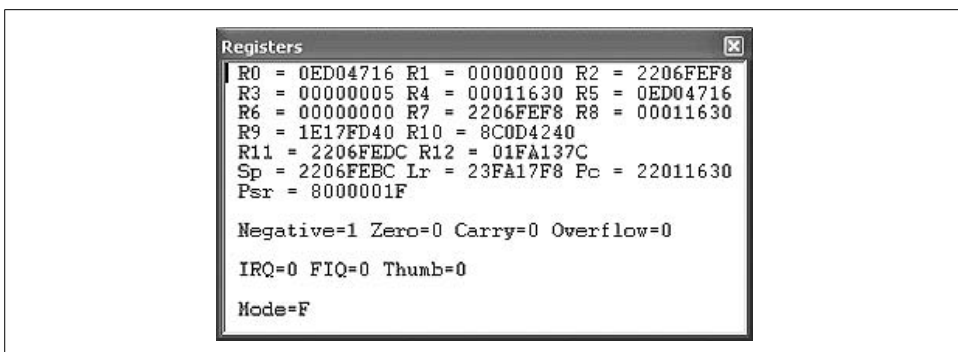 Registers
R0 = 0ED04716 R1 = 00000000 R2 = 2206FEF8
R3 = 00000005 R4 = 00011630 R5 = 0ED04716
R6 = 00000000 R7 = 2206FEF8 R8 = 00011630
R9 = 1E17FD40 R10 = 8C0D4240
R11 = 2206FEDC R12 = 01FA137C
Sp = 2206FEBC Lr = 23FA17F8 Pc = 22011630
Psr = 8000001F
Negative=1 Zero=0 Carry=0 Overflow=0
IRQ=0 FIQ=0 Thumb=0
Mode=F